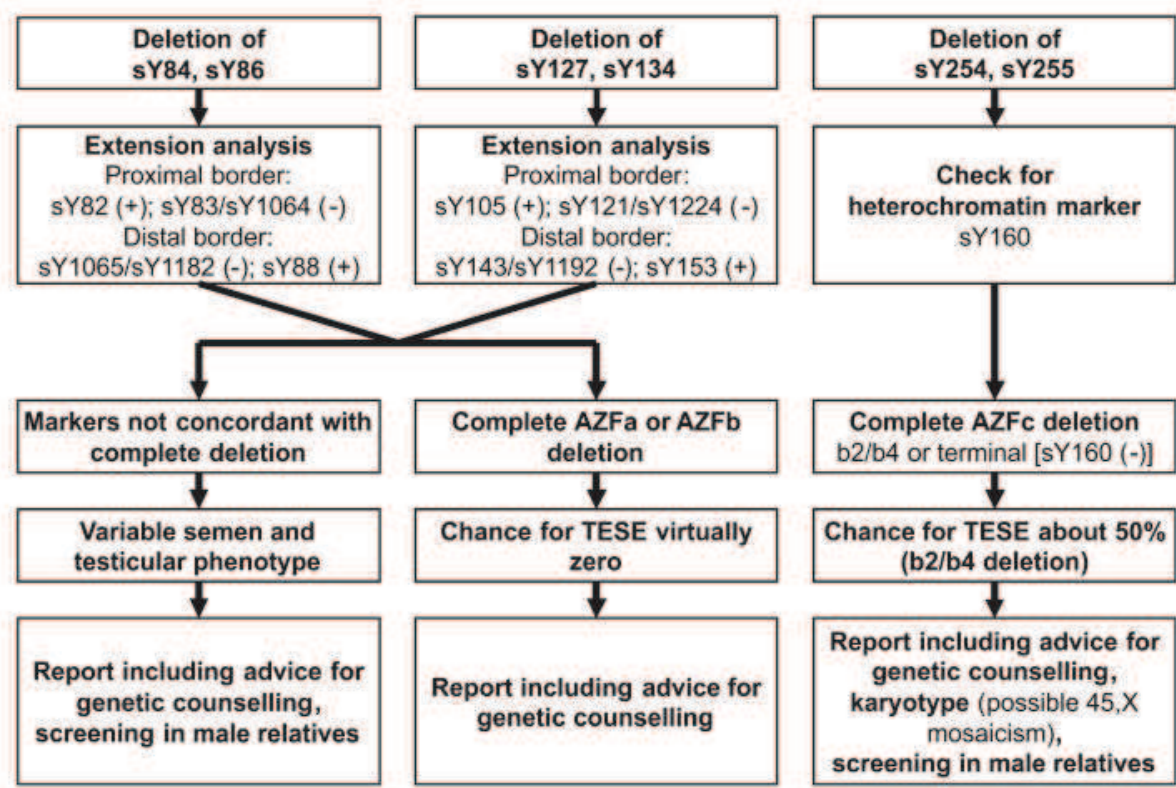 Deletion of
sY84, sY86
Deletion of
sY127, sY134
Deletion of
sY254, sY255
Extension analysis
Proximal border:
sY82 (+); sY83/sY1064 (-)
Distal border:
sY1065/sY1182 (-); sY88 (+)
Extension analysis
Proximal border:
sY105 (+); sY121/sY1224 (-)
Distal border:
sY143/sY1192 (-); sY153 (+)
Check for
heterochromatin marker
sY160
Markers not concordant with
complete deletion
Complete AZFa or AZFb
deletion
Complete AZFc deletion
b2/b4 or terminal [sY160 (-)]
Variable semen and
testicular phenotype
Chance for TESE virtually
zero
Chance for TESE about 50%
(b2/b4 deletion)
Report including advice for
genetic counselling,
screening in male relatives
Report including advice for
genetic counselling
Report including advice for
genetic counselling,
karyotype (possible 45,X
mosaicism),
screening in male relatives